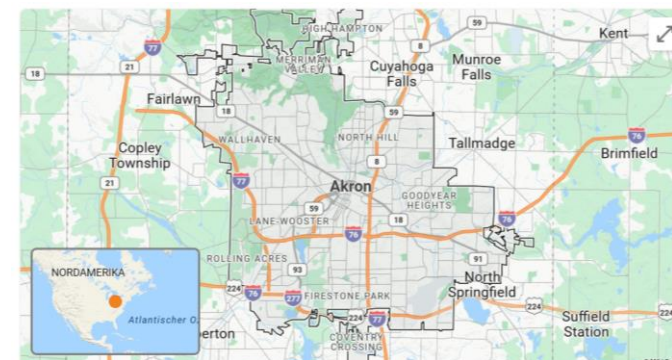 HIGH HAMPTON
Kent
77
8
MERRIMAN
VALLEY
21
18
Cuyahoga
Falls
Munroe
Falls
Fairlawn
18
59
WALLHAVEN
NORTH HILL
Tallmadge
76
Brimfield
Copley
Township
8
77
21
Akron
GOODYEAR
HEIGHTS
59
LANE-WOOSTER
18
76
76
ROLLING ACRES
91
93
NORDAMERIKA
Atlantischer O.
224
76
277
FIRESTONE PARK
North
Springfield
224
224
77
224
Suffield
Station
perton
COVENTRY
CROSSING